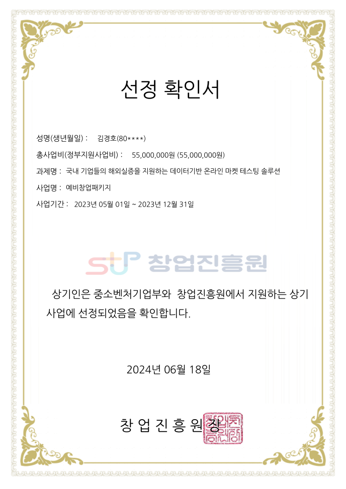 선정 확인서
성명(생년월일) : 김경호(80****)
총사업비(정부지원사업비) : 55,000,000원 (55,000,000원)
과제명 : 국내 기업들의 해외실증을 지원하는 데이터기반 온라인 마켓 테스팅 솔루션
사업명 : 예비창업패키지
사업기간 : 2023년 05월 01일 ~ 2023년 12월 31일
창업진흥원
상기인은 중소벤처기업부와 창업진흥원에서 지원하는 상기
사업에 선정되었음을 확인합니다.
2024년 06월 18일
창 업 진 흥 원 장